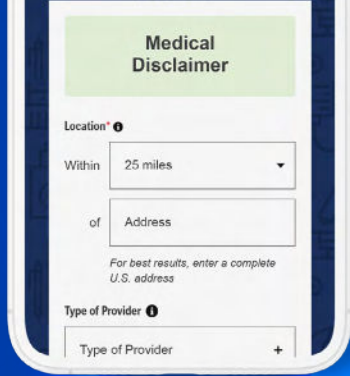 Medical
Disclaimer
Location*
Within 25 miles
of Address
For best results, enter a complete
U.S. address
Type of Provider
Type of Provider +